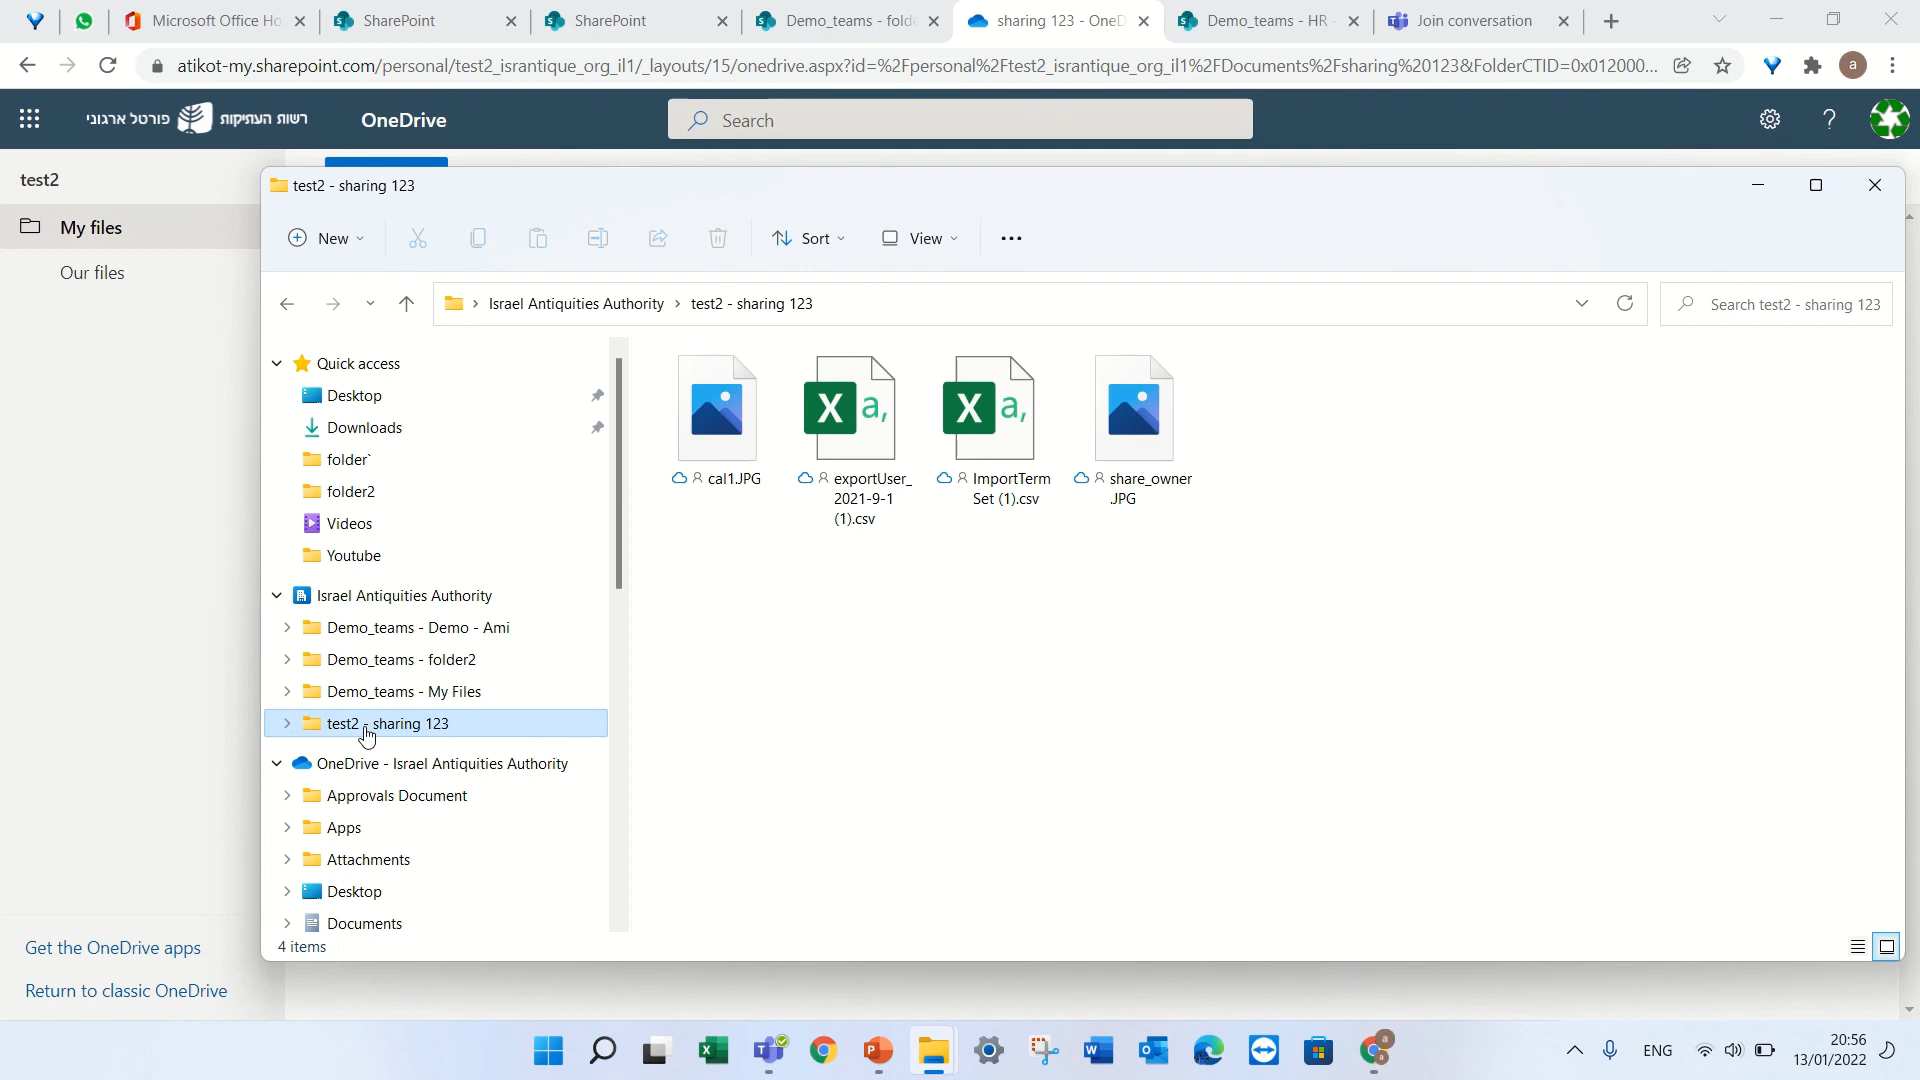 Microsoft Office Ho
SharePoint
SharePoint
Demo_teams - folde
sharing 123 - OneD
Demo_teams - HR -
Join conversation
atikot-my.sharepoint.com/personal/test2_israntique_org_il1/_layouts/15/onedrive.aspx?id=%2Fpersonal%2Ftest2_israntique_org_il1%2FDocuments%2Fsharing%20123&FolderCTID=0x012000...
a
רשות העתיקות פורטל ארגוני
OneDrive
Search
?
test2
My files
Our files
Get the OneDrive apps
Return to classic OneDrive
test2 - sharing 123
New
Sort
View
Israel Antiquities Authority > test2 - sharing 123
Search test2 - sharing 123
Quick access
Desktop
Downloads
folder`
folder2
Videos
Youtube
Israel Antiquities Authority
Demo_teams - Demo - Ami
Demo_teams - folder2
Demo_teams - My Files
test2 - sharing 123
OneDrive - Israel Antiquities Authority
Approvals Document
Apps
Attachments
Desktop
Documents
4 items
X a,
X a,
cal1.JPG
exportUser_
2021-9-1
(1).csv
ImportTerm
Set (1).csv
share_owner
.JPG
ENG
20:56
13/01/2022